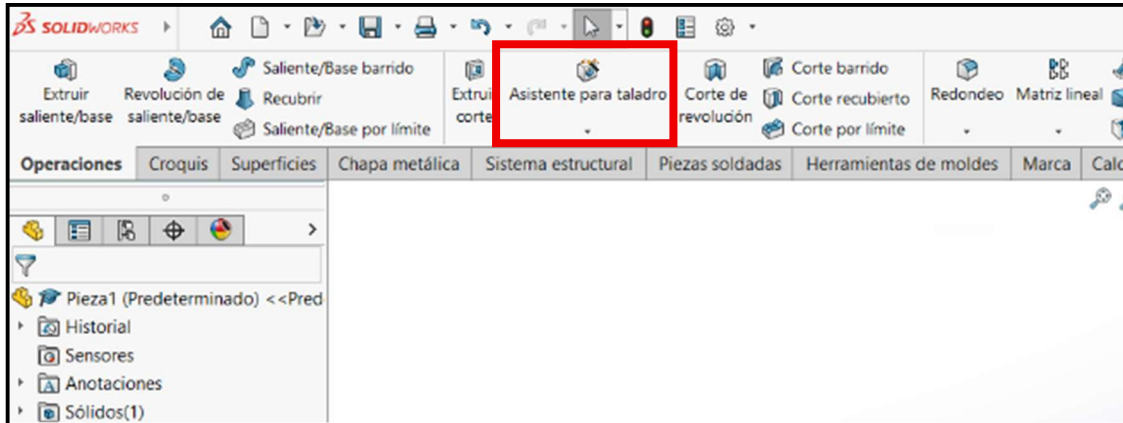 SOLIDWORKS
Extruir saliente/base
Revolución de saliente/base
Saliente/Base barrido
Recubrir
Saliente/Base por límite
Extruir
corte
Asistente para taladro
Corte de revolución
Corte barrido
Corte recubierto
Corte por límite
Redondeo
Matriz lineal
Operaciones
Croquis
Superficies
Chapa metálica
Sistema estructural
Piezas soldadas
Herramientas de moldes
Marca
Calc
Pieza1 (Predeterminado) <<Pred
Historial
Sensores
Anotaciones
Sólidos(1)